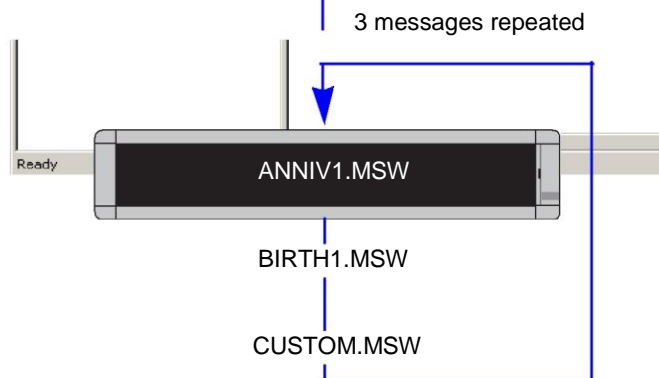 3 messages repeated
Ready
ANNIV1.MSW
BIRTH1.MSW
CUSTOM.MSW